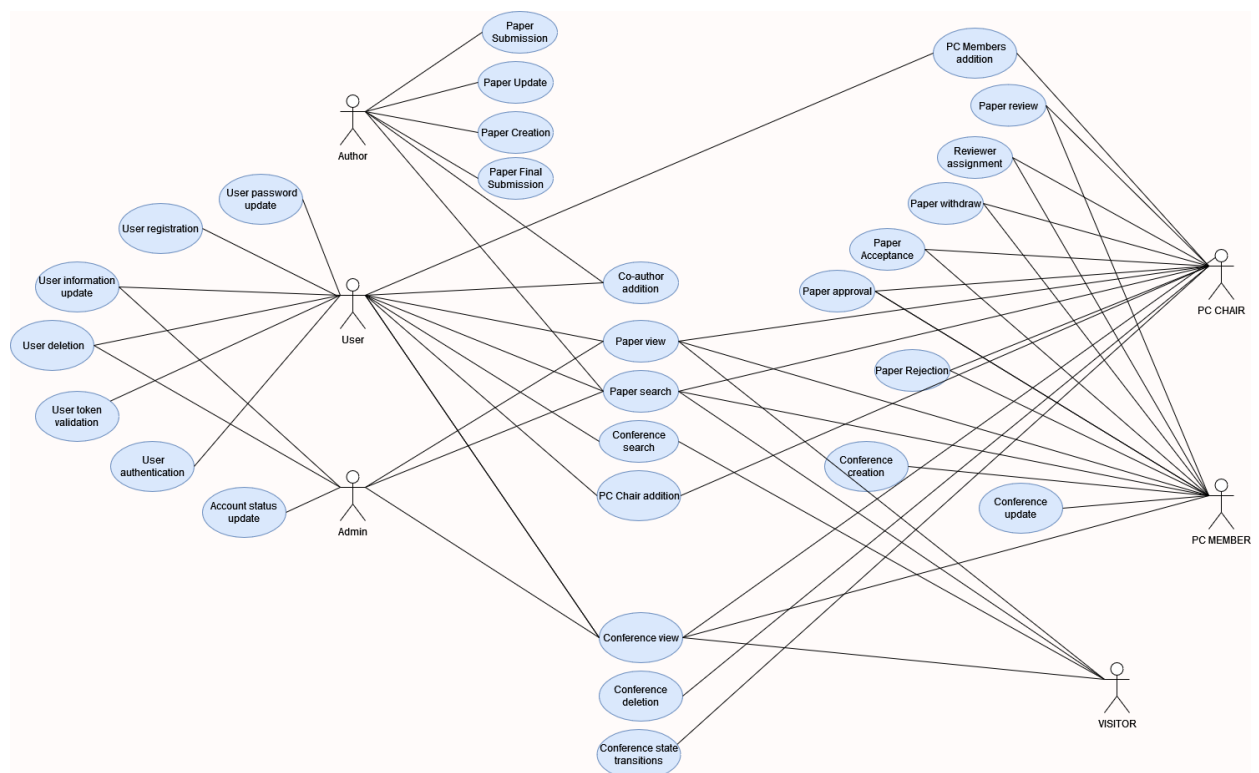 Paper
Submission
PC Members
addition
Paper Update
Paper review
Paper Creation
Author
Reviewer
assignment
Paper Final
Submission
User password
update
Paper withdraw
User registration
Paper
Acceptance
User information
update
Co-author
addition
Paper approval
PC CHAIR
User
Paper view
User deletion
Paper Rejection
Paper search
User token
validation
Conference
search
User
authentication
Conference
creation
PC Chair addition
Account status
update
Conference
update
Admin
PC MEMBER
Conference view
Conference
deletion
VISITOR
Conference state
transitions